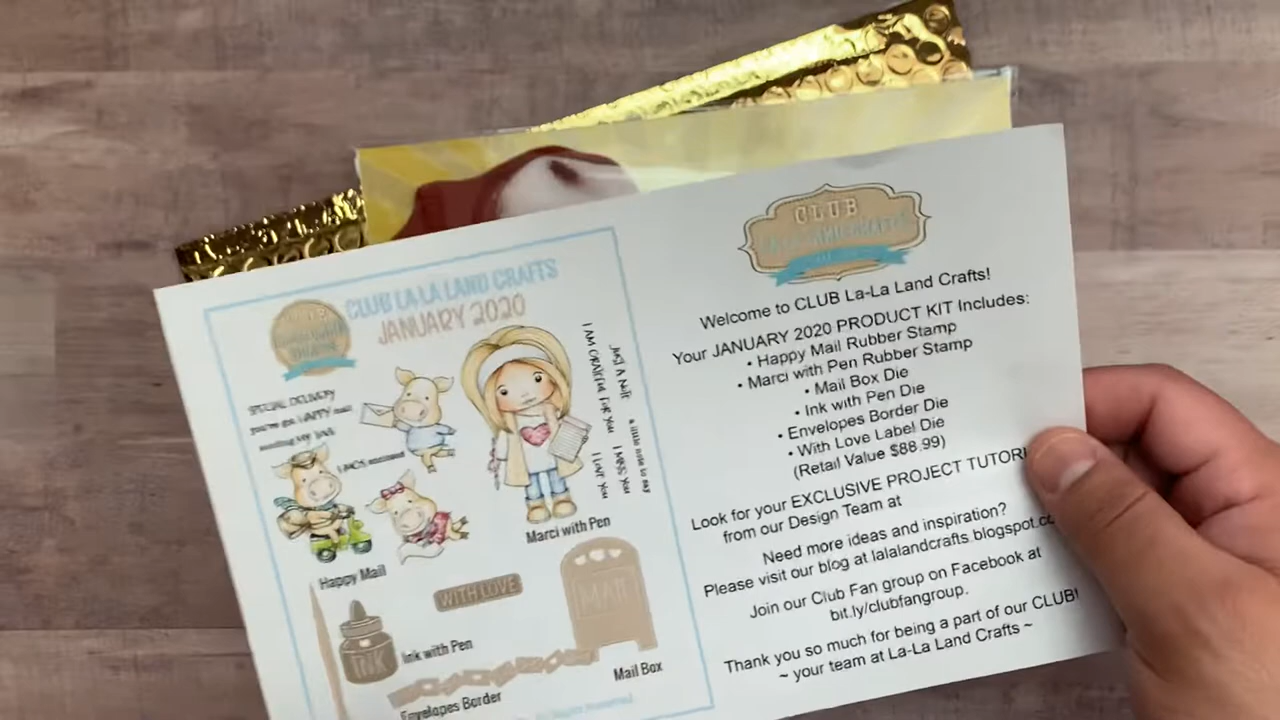 CLUB LA-LA LAND CRAFTS
JANUARY 2020
SPECIAL DELIVERY
you've got HAPPY mail
sending my love
I MISS YOU
JUST A NOTE
I AM GRATEFUL FOR YOU
a little note to say
I LOVE YOU
Marci with Pen
Happy Mail
WITH LOVE
MAIL
INK
Ink with Pen
Mail Box
Envelopes Border
CLUB
Welcome to CLUB La-La Land Crafts!
Your JANUARY 2020 PRODUCT KIT Includes:
• Happy Mail Rubber Stamp
• Marci with Pen Rubber Stamp
• Mail Box Die
• Ink with Pen Die
• Envelopes Border Die
• With Love Label Die
(Retail Value $88.99)
Look for your EXCLUSIVE PROJECT TUTORI
from our Design Team at
Need more ideas and inspiration?
Please visit our blog at lalalandcrafts.blogspot.co
Join our Club Fan group on Facebook at
bit.ly/clubfangroup.
Thank you so much for being a part of our CLUB!
~ your team at La-La Land Crafts ~